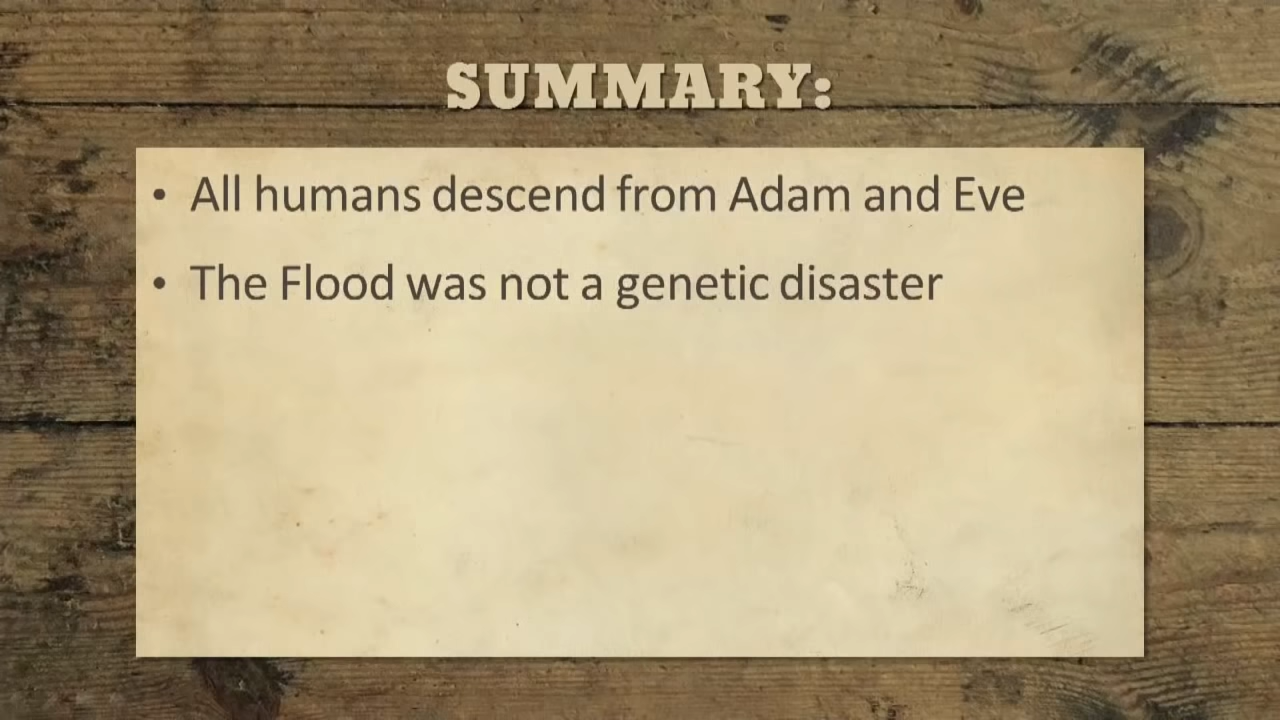 SUMMARY:
• All humans descend from Adam and Eve
• The Flood was not a genetic disaster